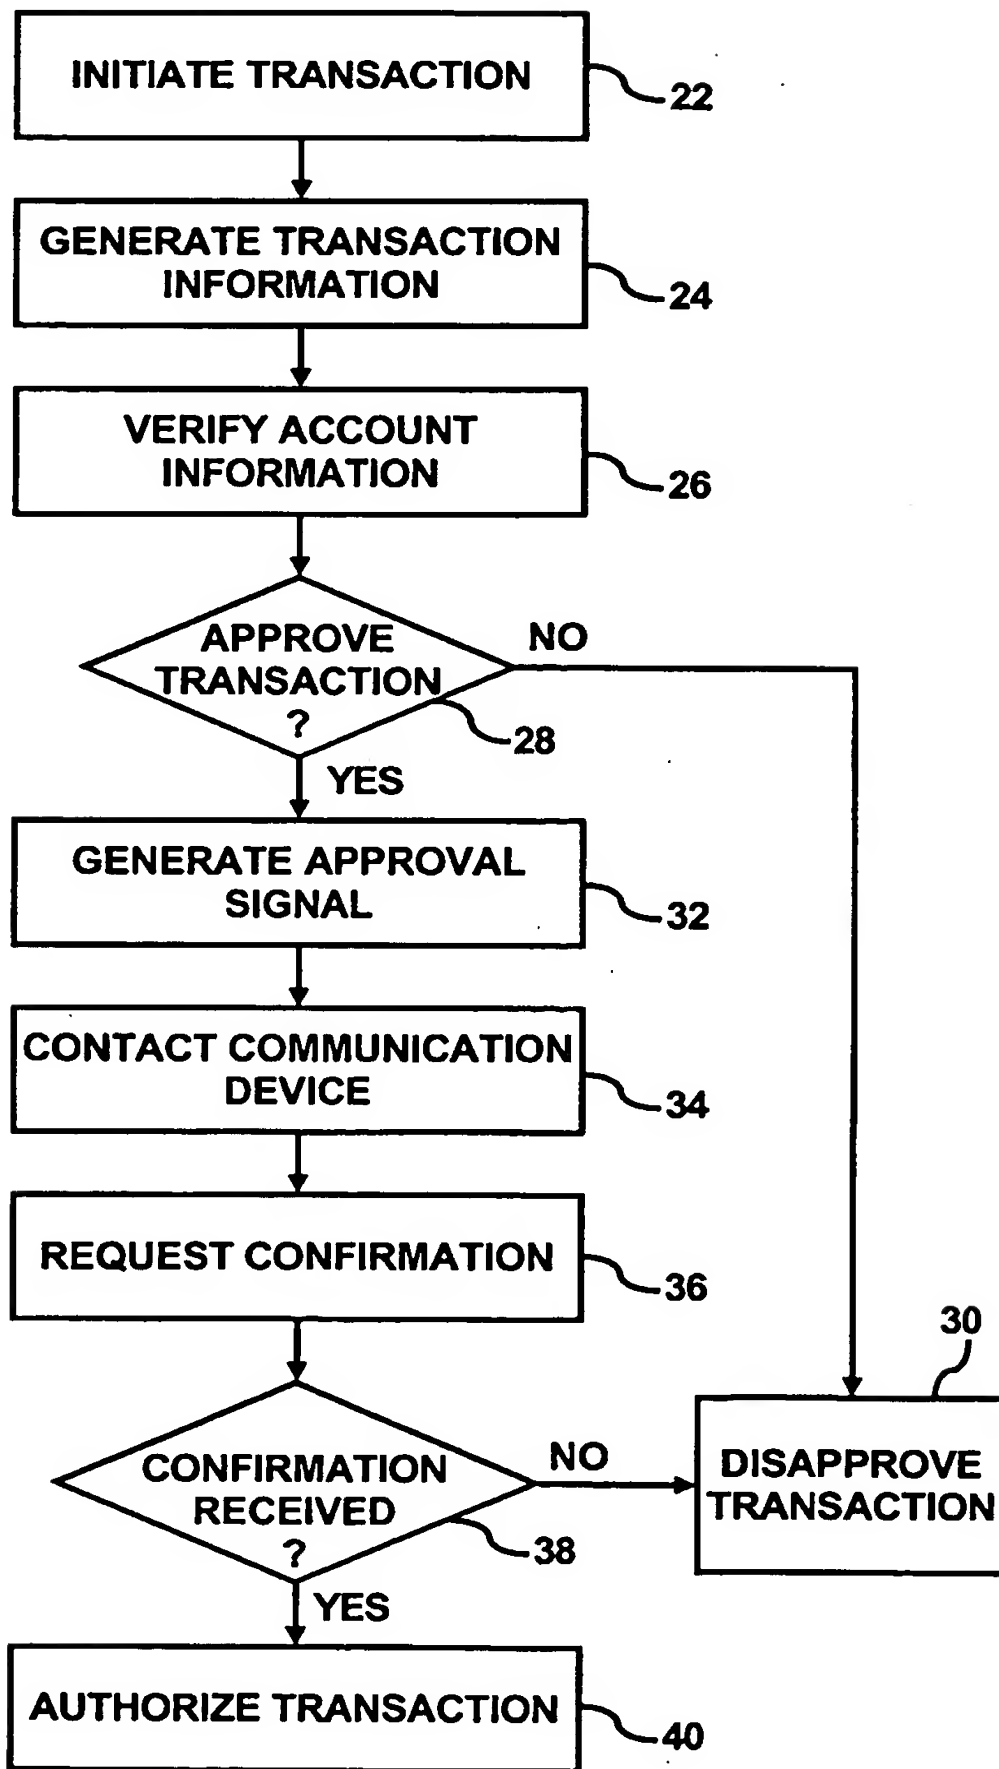 INITIATE TRANSACTION
22
GENERATE TRANSACTION
INFORMATION
24
VERIFY ACCOUNT
INFORMATION
26
APPROVE
TRANSACTION
?
NO
28
YES
GENERATE APPROVAL
SIGNAL
32
CONTACT COMMUNICATION
DEVICE
34
REQUEST CONFIRMATION
36
30
CONFIRMATION
RECEIVED
?
NO
38
DISAPPROVE
TRANSACTION
YES
AUTHORIZE TRANSACTION
40